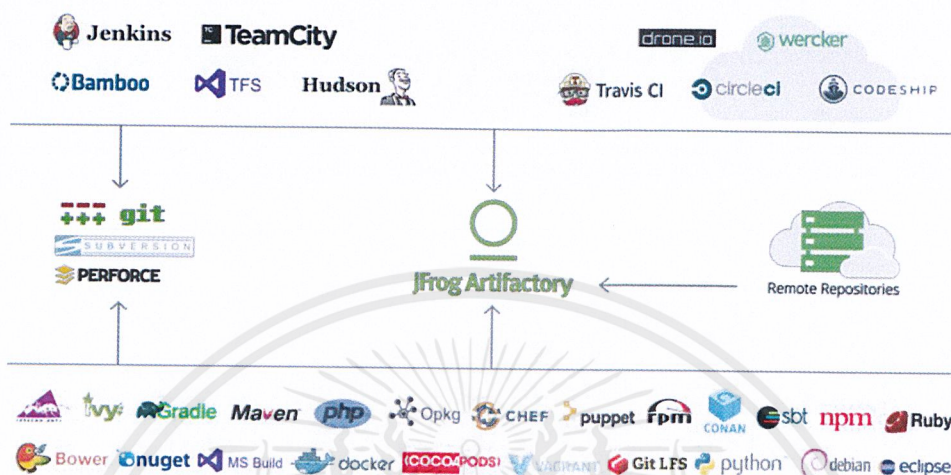 Jenkins TeamCity drone.io wercker
Bamboo TFS Hudson Travis CI circleci CODESHIP
git
SUBVERSION
PERFORCE
JFrog Artifactory
Remote Repositories
ivy Gradle Maven php Opkg CHEF puppet rpm CONAN sbt npm Ruby
Bower nuget MS Build docker COCOAPODS VAGRANT Git LFS python debian eclipse